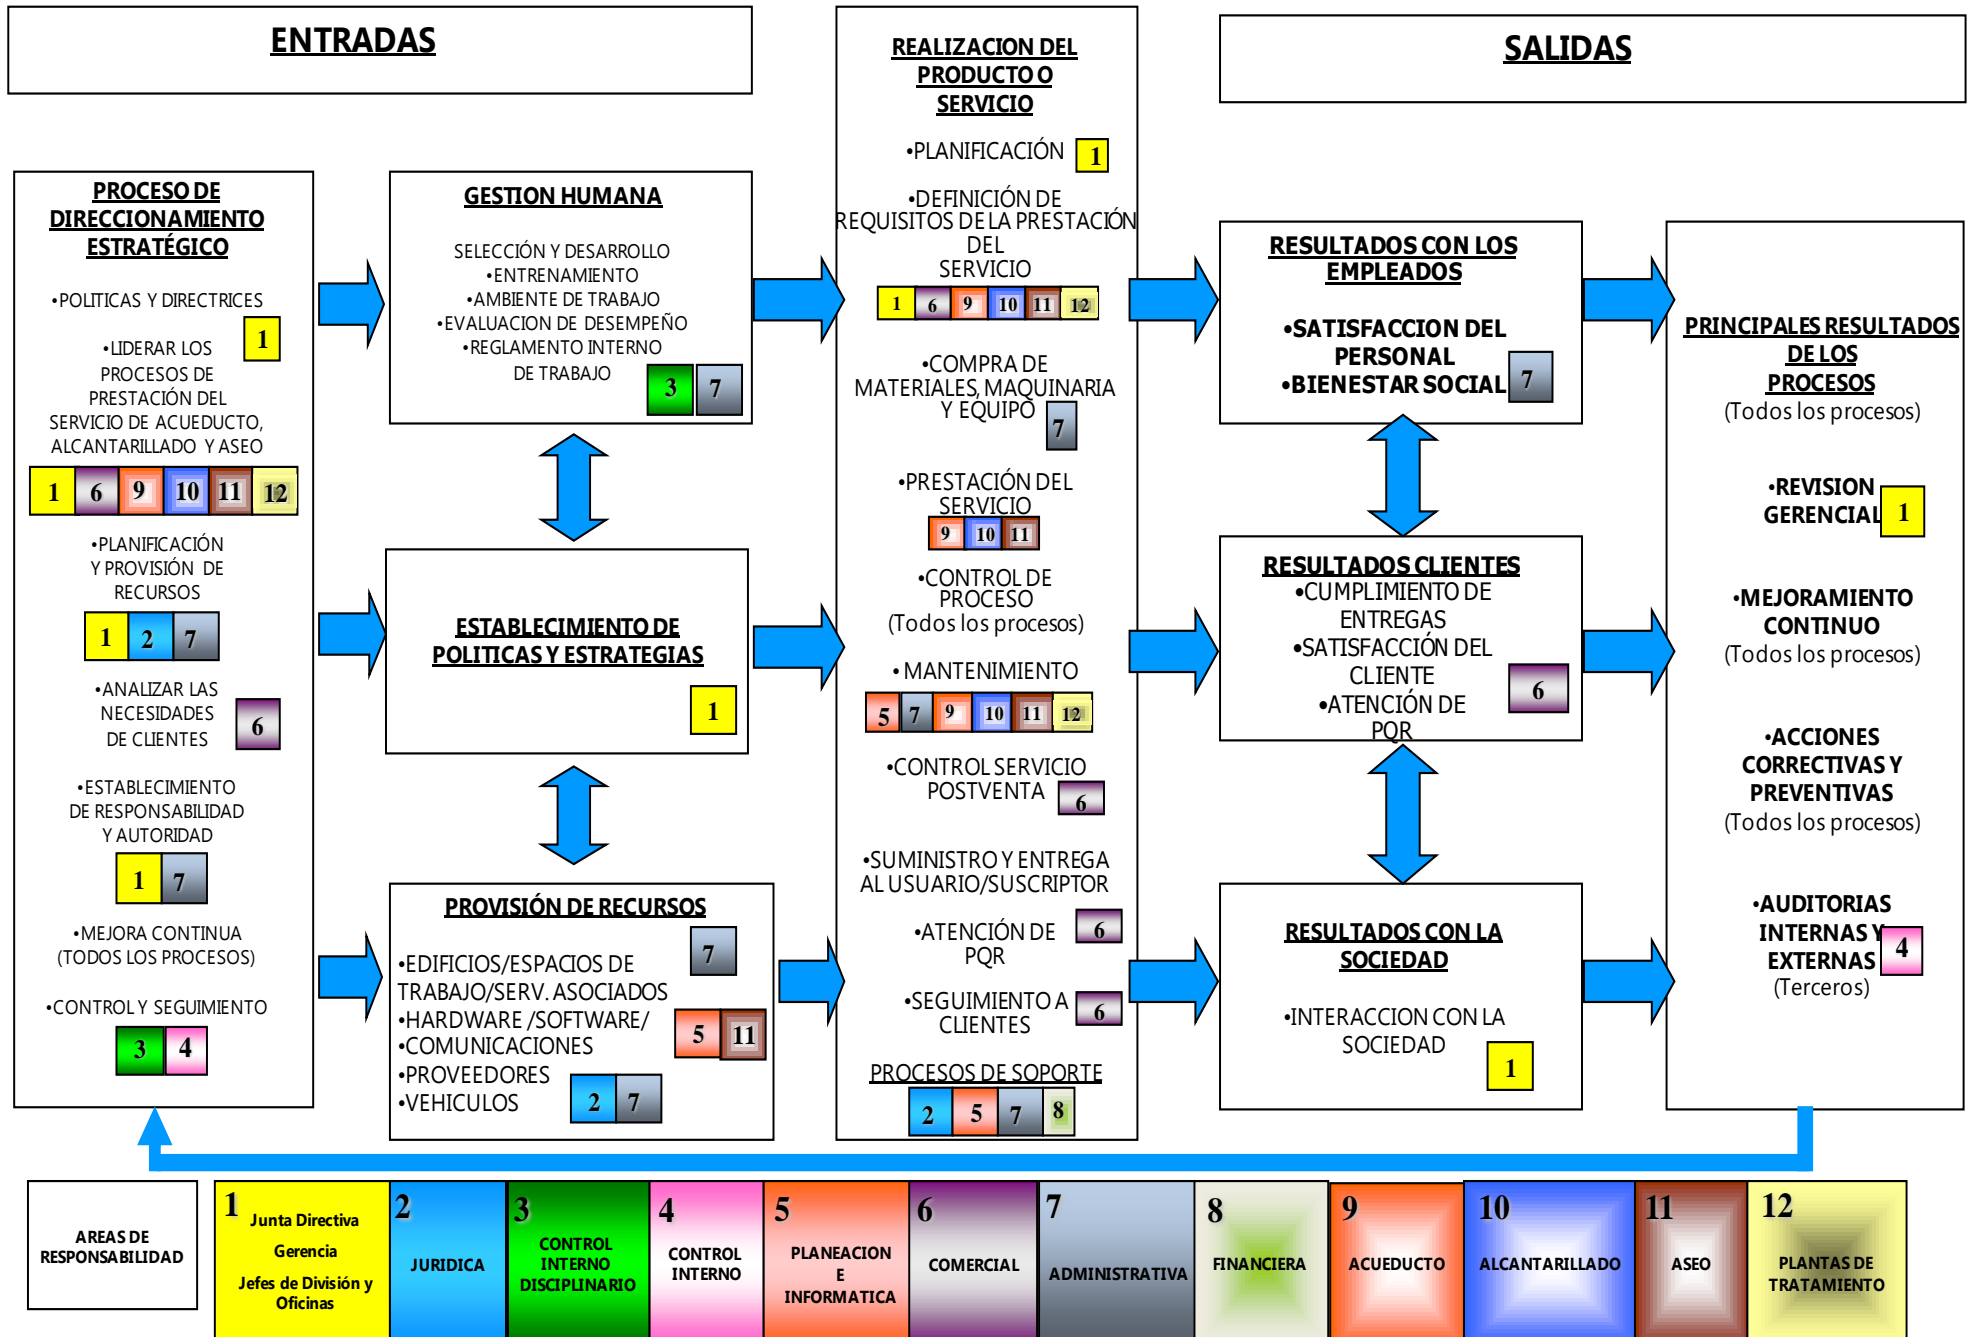 ENTRADAS
PROCESO DE
DIRECCIONAMIENTO
ESTRATÉGICO
•POLITICAS Y DIRECTRICES
1
•LIDERAR LOS
PROCESOS DE
PRESTACIÓN DEL
SERVICIO DE ACUEDUCTO,
ALCANTARILLADO Y ASEO
1 6 9 10 11 12
•PLANIFICACIÓN
Y PROVISIÓN DE
RECURSOS
1 2 7
•ANALIZAR LAS
NECESIDADES
DE CLIENTES
6
•ESTABLECIMIENTO
DE RESPONSABILIDAD
Y AUTORIDAD
1 7
•MEJORA CONTINUA
(TODOS LOS PROCESOS)
•CONTROL Y SEGUIMIENTO
3 4
GESTION HUMANA
SELECCIÓN Y DESARROLLO
•ENTRENAMIENTO
•AMBIENTE DE TRABAJO
•EVALUACION DE DESEMPEÑO
•REGLAMENTO INTERNO
DE TRABAJO
3 7
ESTABLECIMIENTO DE
POLITICAS Y ESTRATEGIAS
1
PROVISIÓN DE RECURSOS
7
•EDIFICIOS/ESPACIOS DE
TRABAJO/SERV. ASOCIADOS
•HARDWARE /SOFTWARE/
•COMUNICACIONES
5 11
•PROVEEDORES
•VEHICULOS
2 7
REALIZACION DEL
PRODUCTO O
SERVICIO
•PLANIFICACIÓN
1
•DEFINICIÓN DE
REQUISITOS DE LA PRESTACIÓN
DEL
SERVICIO
1 6 9 10 11 12
•COMPRA DE
MATERIALES, MAQUINARIA
Y EQUIPO
7
•PRESTACIÓN DEL
SERVICIO
9 10 11
•CONTROL DE
PROCESO
(Todos los procesos)
•MANTENIMIENTO
5 7 9 10 11 12
•CONTROL SERVICIO
POSTVENTA
6
•SUMINISTRO Y ENTREGA
AL USUARIO/SUSCRIPTOR
•ATENCIÓN DE
PQR
6
•SEGUIMIENTO A
CLIENTES
6
PROCESOS DE SOPORTE
2 5 7 8
SALIDAS
RESULTADOS CON LOS
EMPLEADOS
•SATISFACCION DEL
PERSONAL
•BIENESTAR SOCIAL
7
RESULTADOS CLIENTES
•CUMPLIMIENTO DE
ENTREGAS
•SATISFACCIÓN DEL
CLIENTE
•ATENCIÓN DE
PQR
6
RESULTADOS CON LA
SOCIEDAD
•INTERACCION CON LA
SOCIEDAD
1
PRINCIPALES RESULTADOS
DE LOS
PROCESOS
(Todos los procesos)
•REVISION
GERENCIAL
1
•MEJORAMIENTO
CONTINUO
(Todos los procesos)
•ACCIONES
CORRECTIVAS Y
PREVENTIVAS
(Todos los procesos)
•AUDITORIAS
INTERNAS Y
EXTERNAS
(Terceros)
4
AREAS DE
RESPONSABILIDAD
1
Junta Directiva
Gerencia
Jefes de División y
Oficinas
2
JURIDICA
3
CONTROL
INTERNO
DISCIPLINARIO
4
CONTROL
INTERNO
5
PLANEACION
E
INFORMATICA
6
COMERCIAL
7
ADMINISTRATIVA
8
FINANCIERA
9
ACUEDUCTO
10
ALCANTARILLADO
11
ASEO
12
PLANTAS DE
TRATAMIENTO